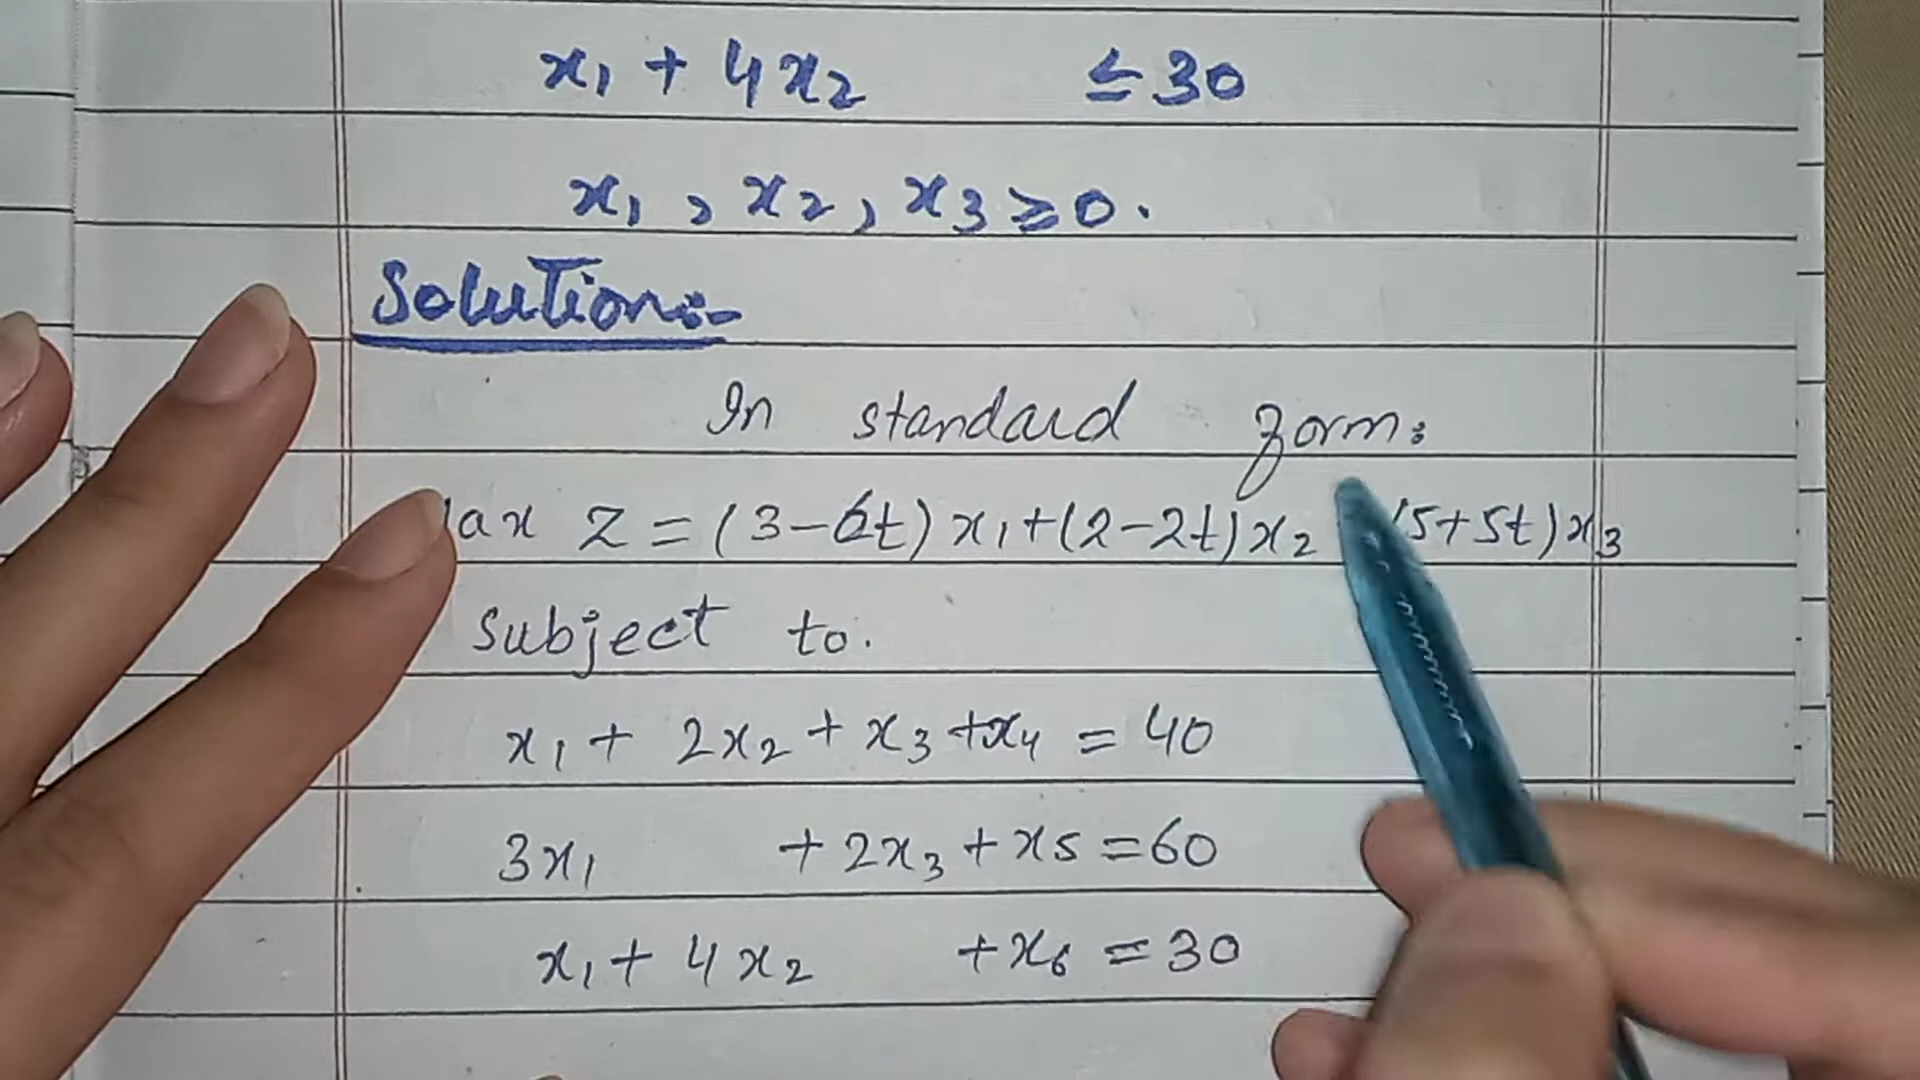 x₁ + 4x₂ ≤ 30
x₁, x₂, x₃ ≥ 0.
Solution:-
In standard form:
ax Z = (3-6t)x₁+(2-2t)x₂ (5+5t)x₃
Subject to.
x₁ + 2x₂ + x₃ + x₄ = 40
3x₁ + 2x₃ + x5 = 60
x₁ + 4x₂ + x₆ = 30